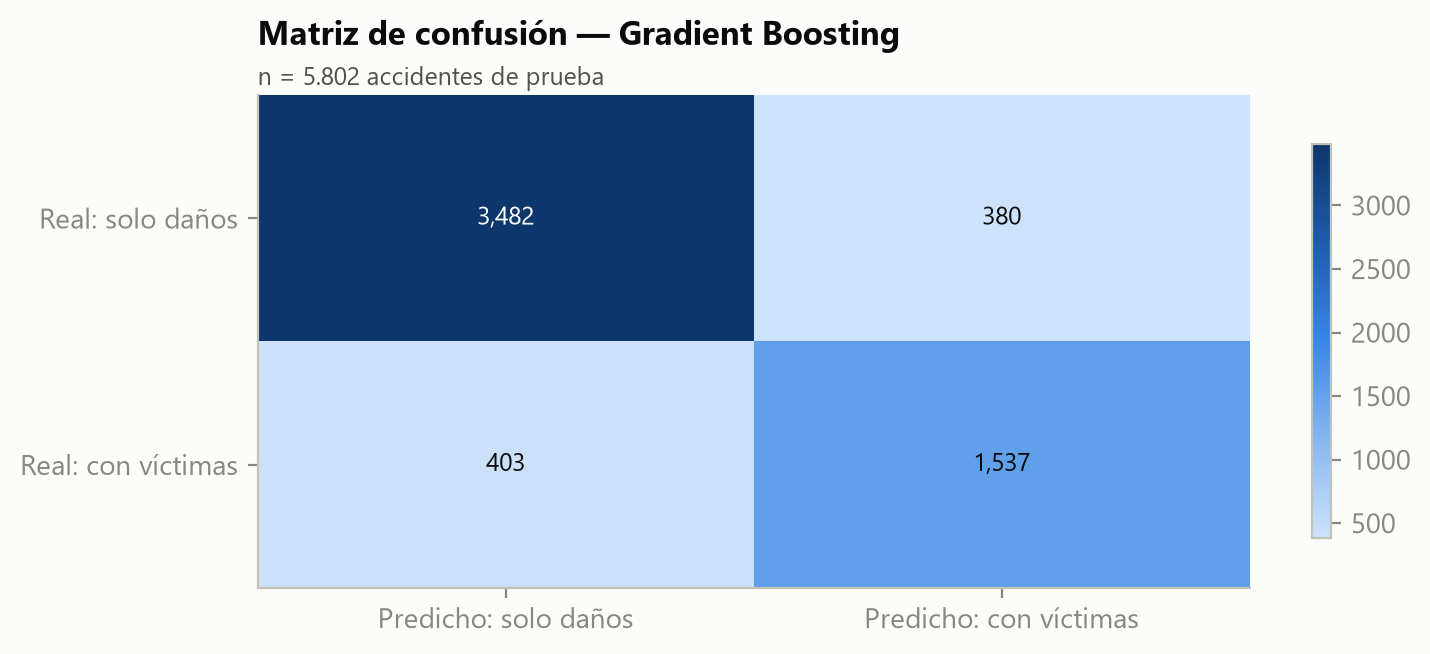 Matriz de confusión — Gradient Boosting
n = 5.802 accidentes de prueba
Real: solo daños
3,482
380
Real: con víctimas
403
1,537
Predicho: solo daños
Predicho: con víctimas
3000
2500
2000
1500
1000
500